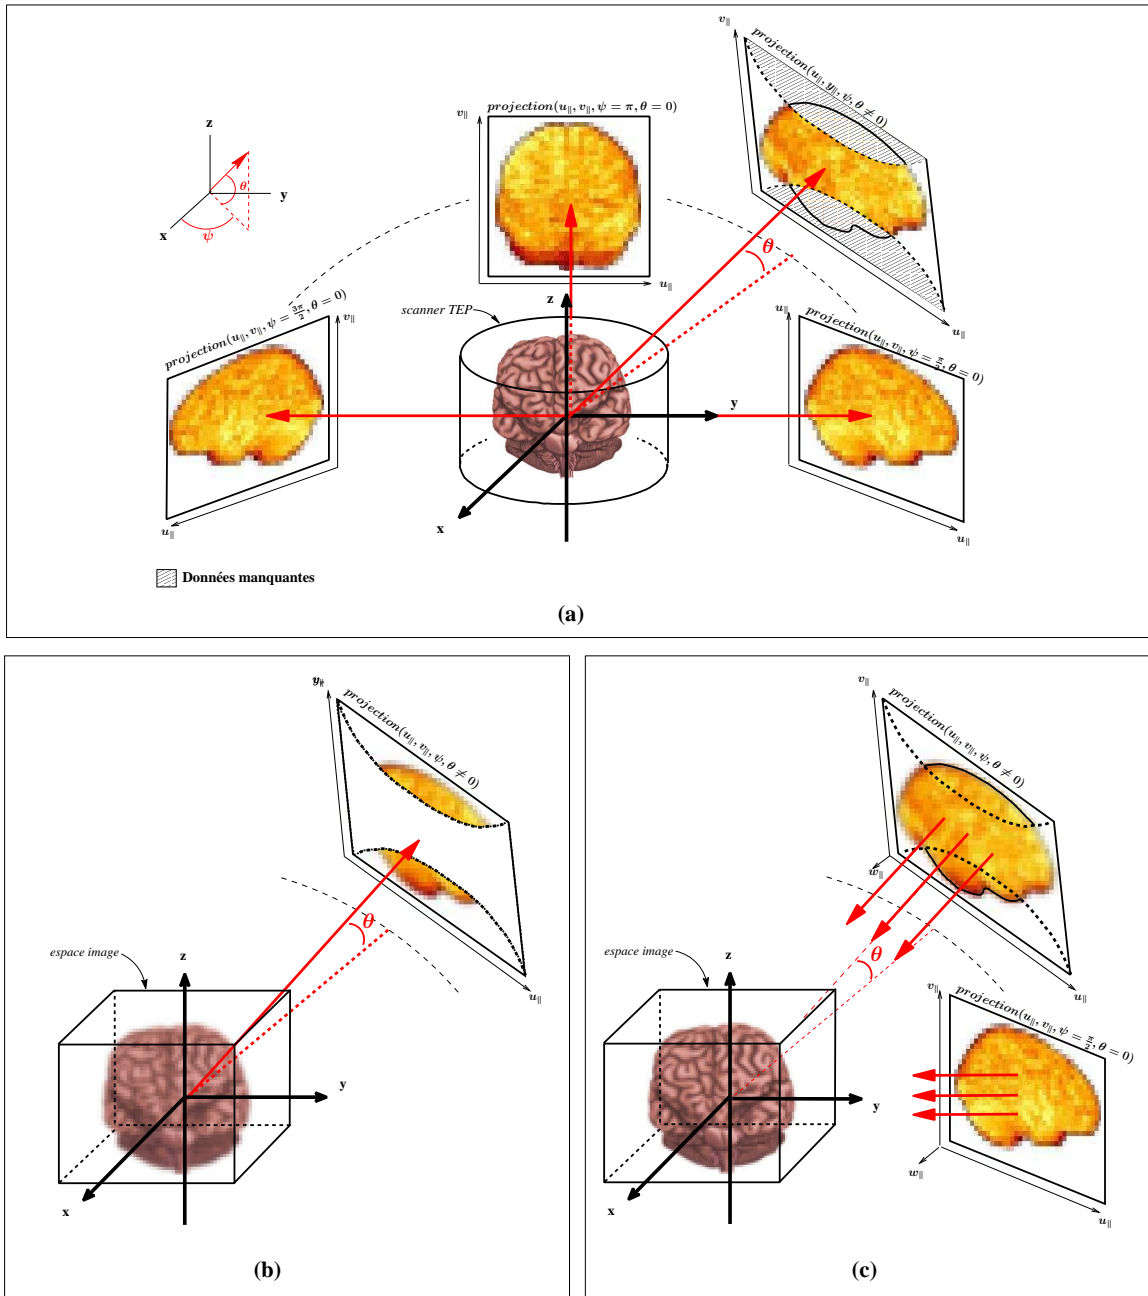 v∥
projection(u∥, y∥, ψ, θ ≠ 0)
v∥
projection(u∥, v∥, ψ = π, θ = 0)
z
θ
y
x
ψ
θ
u∥
z
u∥
scanner TEP
projection(u∥, v∥, ψ = 3π/2, θ = 0)
v∥
u∥
projection(u∥, v∥, ψ = π/2, θ = 0)
y
x
u∥
u∥
Données manquantes
(a)
projection(u∥, v∥, ψ, θ ≠ 0)
θ
u∥
espace image
z
y
x
(b)
v∥
projection(u∥, v∥, ψ, θ ≠ 0)
w∥
θ
u∥
espace image
z
v∥
projection(u∥, v∥, ψ = π/2, θ = 0)
y
x
w∥
u∥
(c)